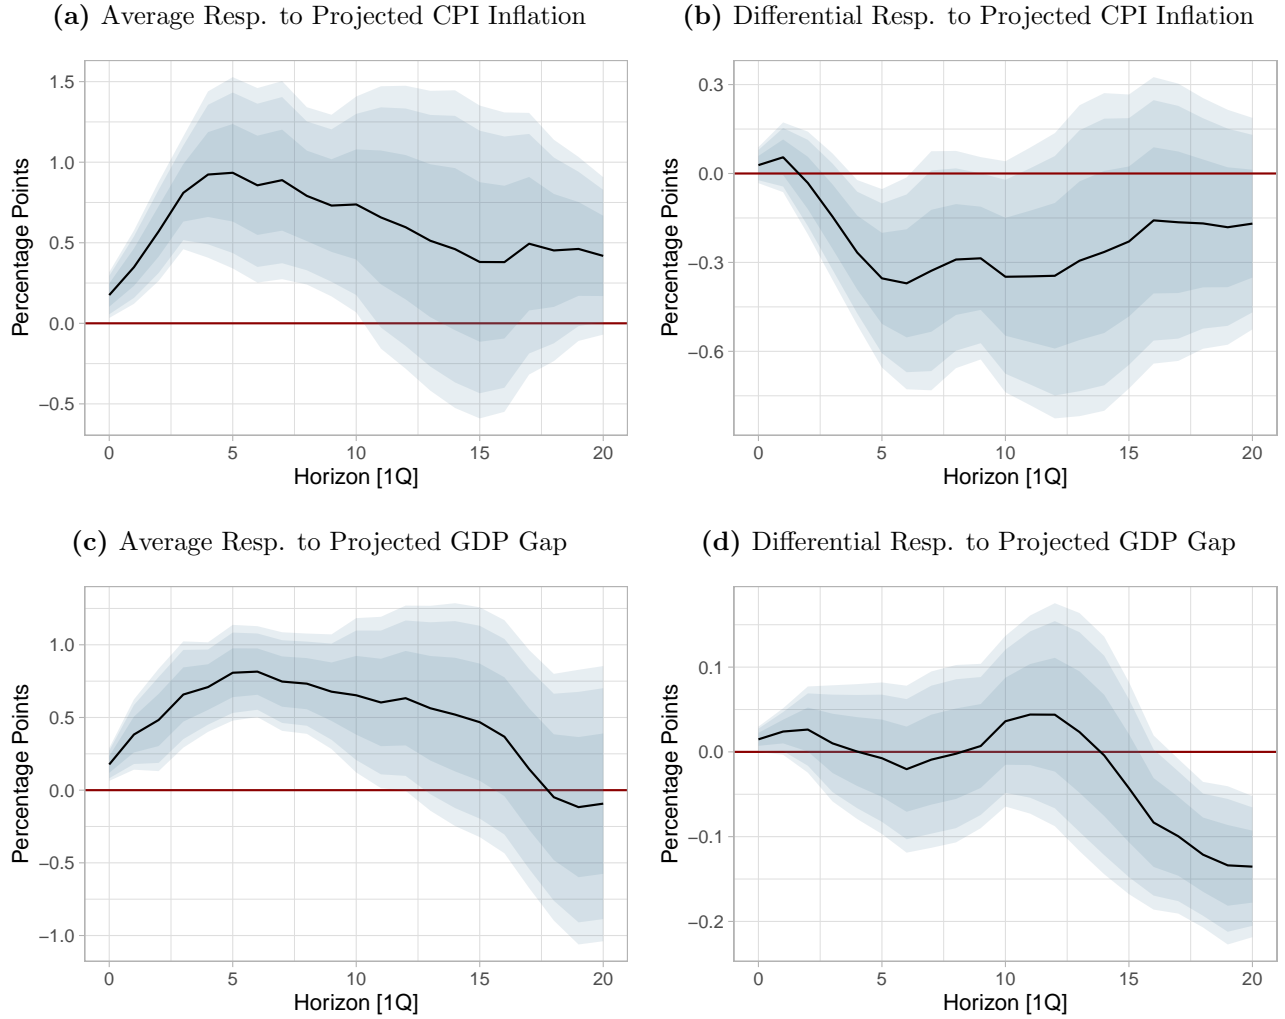 (a) Average Resp. to Projected CPI Inflation
1.5
1.0
0.5
0.0
−0.5
Percentage Points
0 5 10 15 20
Horizon [1Q]
(b) Differential Resp. to Projected CPI Inflation
0.3
0.0
−0.3
−0.6
Percentage Points
0 5 10 15 20
Horizon [1Q]
(c) Average Resp. to Projected GDP Gap
1.0
0.5
0.0
−0.5
−1.0
Percentage Points
0 5 10 15 20
Horizon [1Q]
(d) Differential Resp. to Projected GDP Gap
0.1
0.0
−0.1
−0.2
Percentage Points
0 5 10 15 20
Horizon [1Q]